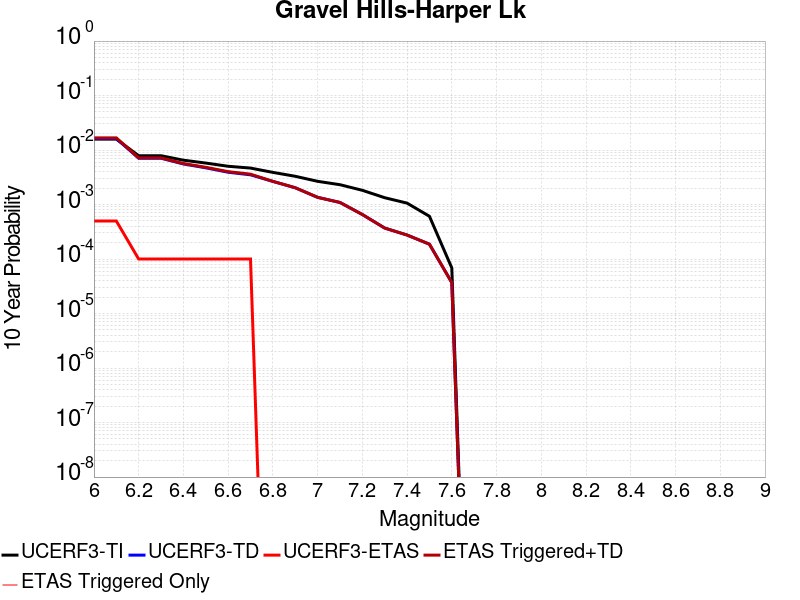 Gravel Hills-Harper Lk
10 0
10 -1
10 -2
10 -3
10 -4
10 -5
10 -6
10 -7
10 -8
10 Year Probability
6 6.2 6.4 6.6 6.8 7 7.2 7.4 7.6 7.8 8 8.2 8.4 8.6 8.8 9
Magnitude
UCERF3-TI UCERF3-TD UCERF3-ETAS ETAS Triggered+TD
ETAS Triggered Only